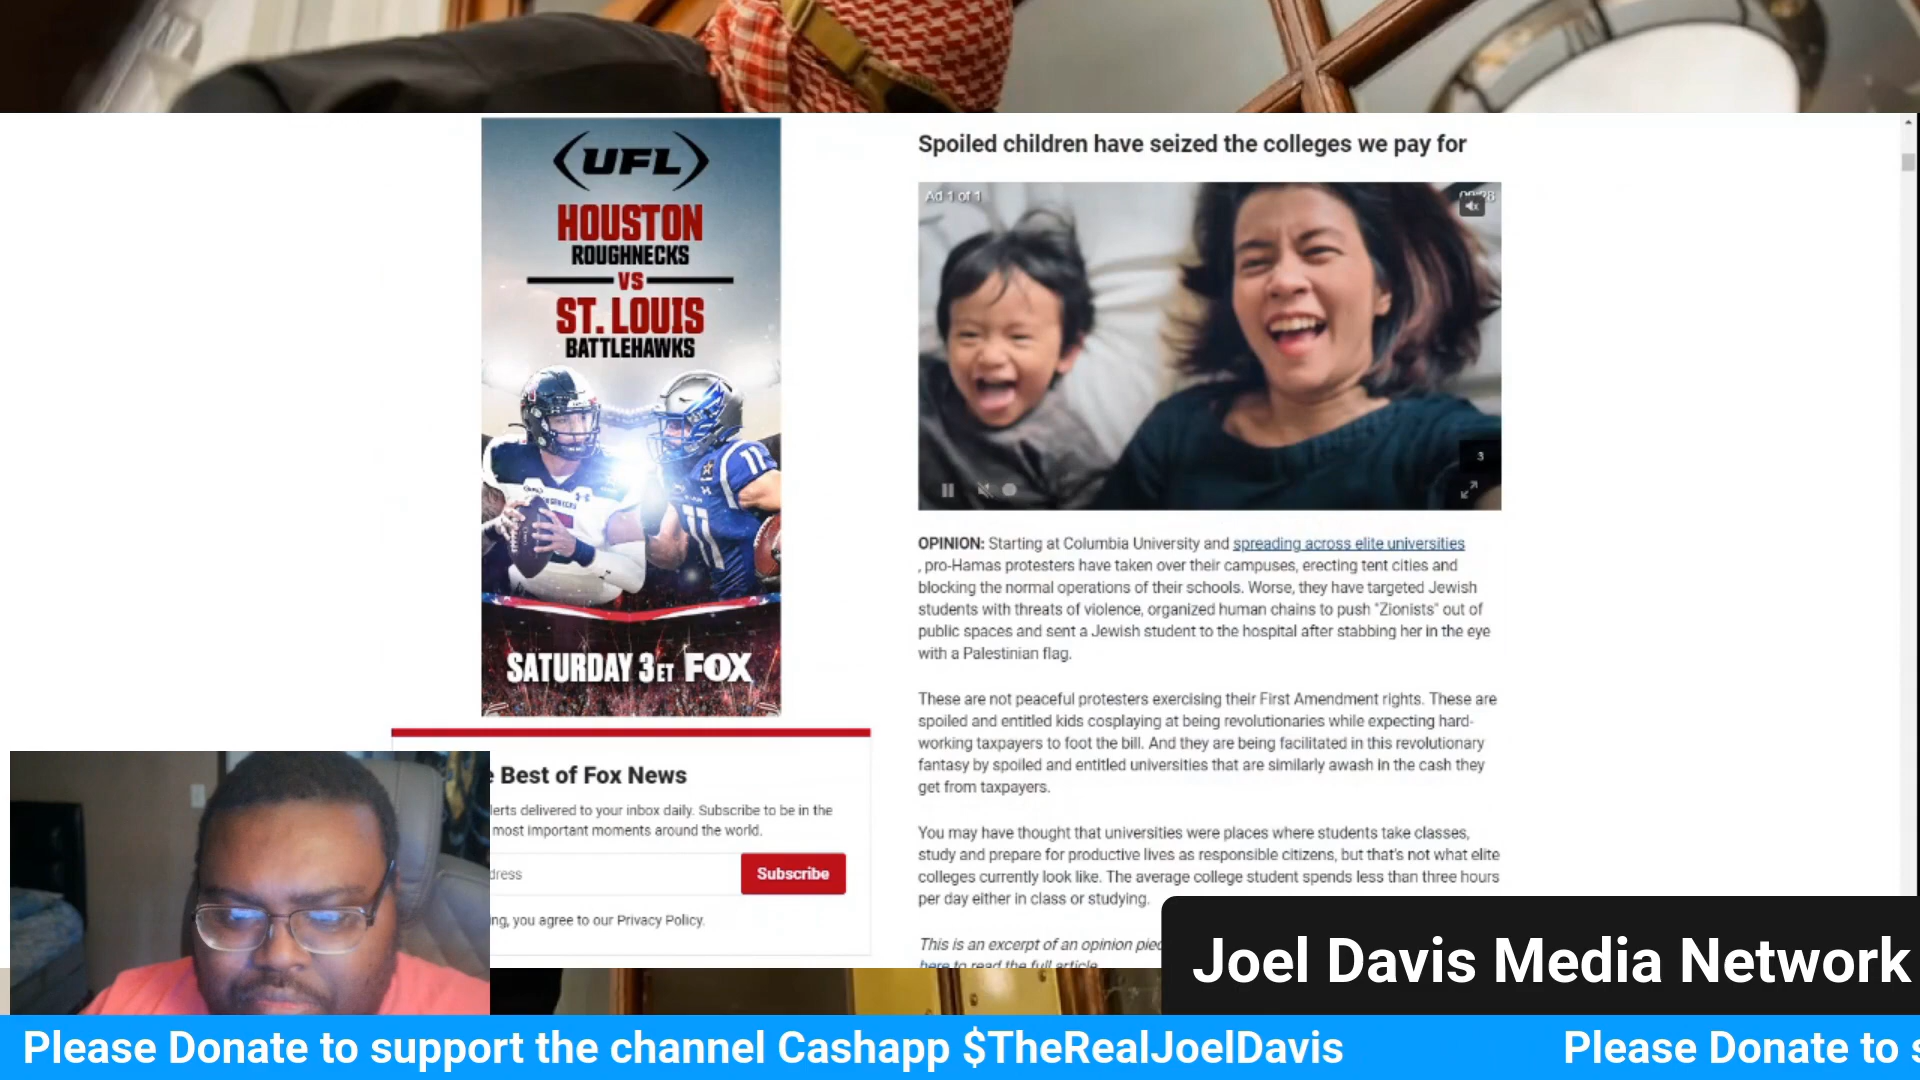 (UFL)
HOUSTON
ROUGHNECKS
VS
ST. LOUIS
BATTLEHAWKS
11
11
SATURDAY 3ET FOX
Spoiled children have seized the colleges we pay for
Ad 1 of 1
3
OPINION: Starting at Columbia University and spreading across elite universities
, pro-Hamas protesters have taken over their campuses, erecting tent cities and
blocking the normal operations of their schools. Worse, they have targeted Jewish
students with threats of violence, organized human chains to push "Zionists" out of
public spaces and sent a Jewish student to the hospital after stabbing her in the eye
with a Palestinian flag.
These are not peaceful protesters exercising their First Amendment rights. These are
spoiled and entitled kids cosplaying at being revolutionaries while expecting hard-
working taxpayers to foot the bill. And they are being facilitated in this revolutionary
fantasy by spoiled and entitled universities that are similarly awash in the cash they
get from taxpayers.
You may have thought that universities were places where students take classes,
study and prepare for productive lives as responsible citizens, but that's not what elite
colleges currently look like. The average college student spends less than three hours
per day either in class or studying.
This is an excerpt of an opinion piec
here to read the full article
e Best of Fox News
lerts delivered to your inbox daily. Subscribe to be in the
most important moments around the world.
dress
Subscribe
ng, you agree to our Privacy Policy.
Joel Davis Media Network
Please Donate to support the channel Cashapp $TheRealJoelDavis
Please Donate to s